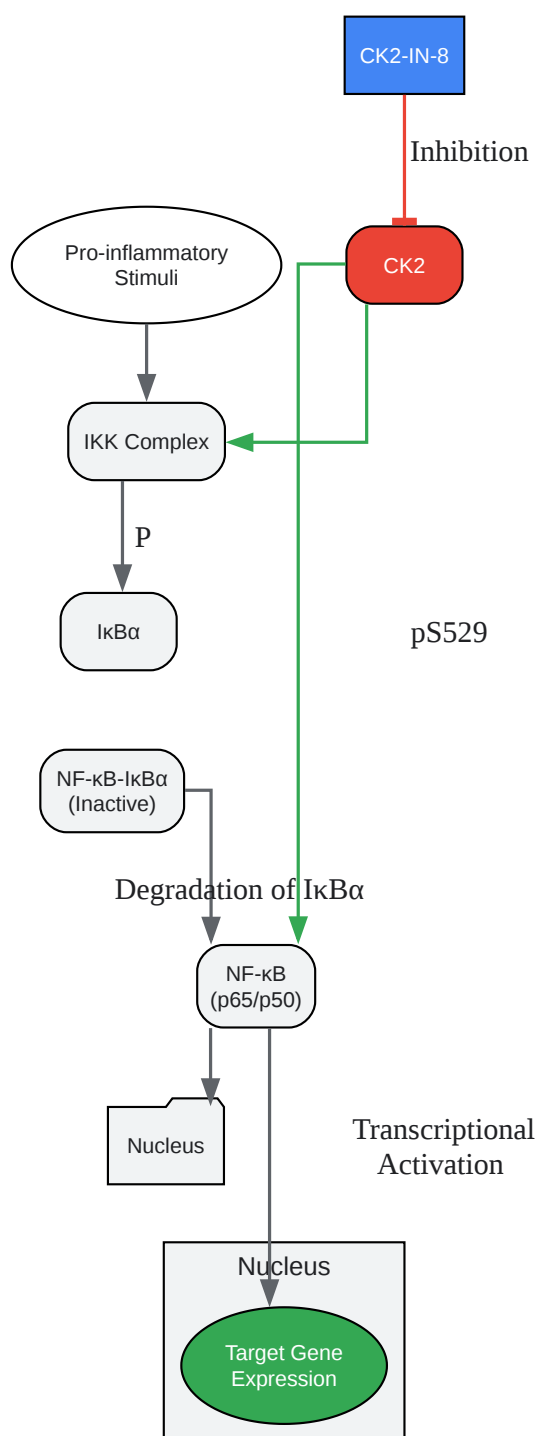 CK2-IN-8
Inhibition
Pro-inflammatory
Stimuli
CK2
IKK Complex
P
IκBα
pS529
NF-κB-IκBα
(Inactive)
Degradation of IκBα
NF-κB
(p65/p50)
Nucleus
Transcriptional
Activation
Nucleus
Target Gene
Expression